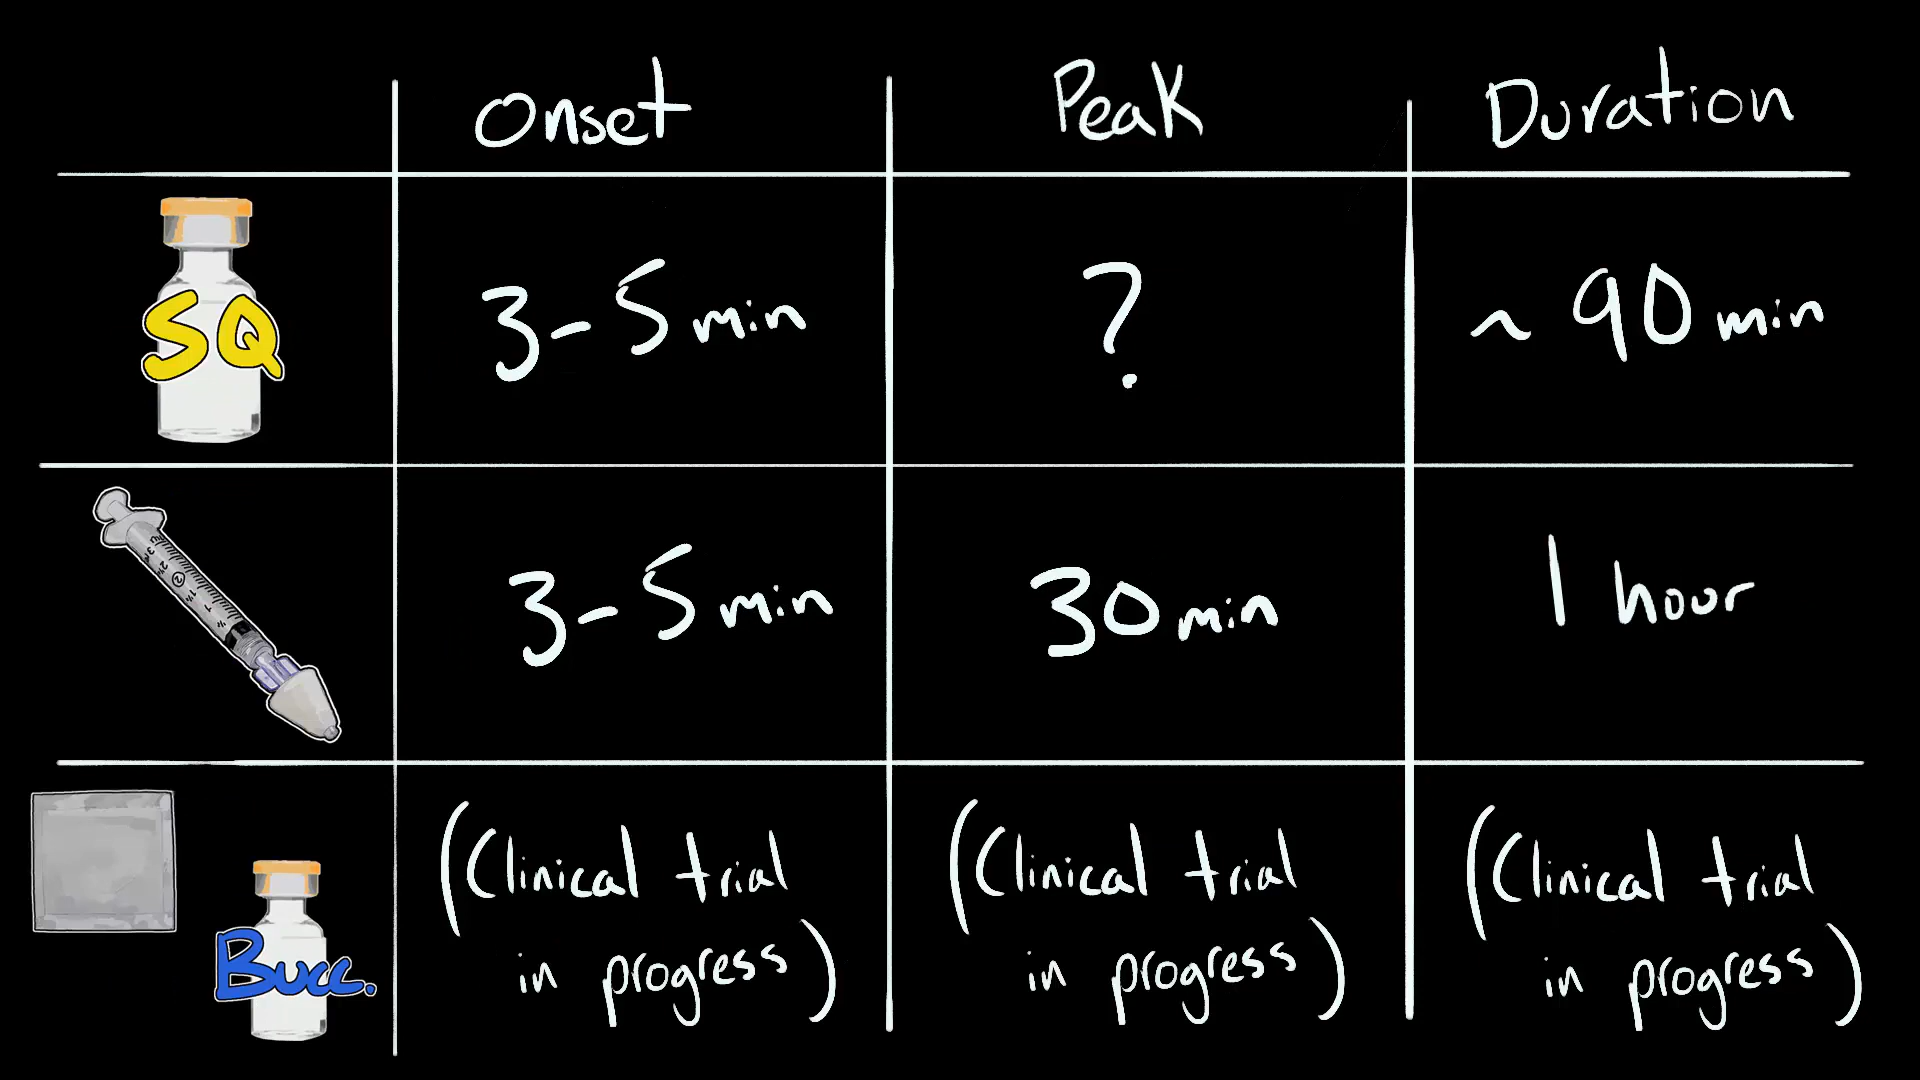 Onset Peak Duration
SQ 3-5 min ? ~ 90 min
3-5 min 30 min 1 hour
(Clinical trial (Clinical trial (Clinical trial
in progress) in progress) in progress)
Bucc.